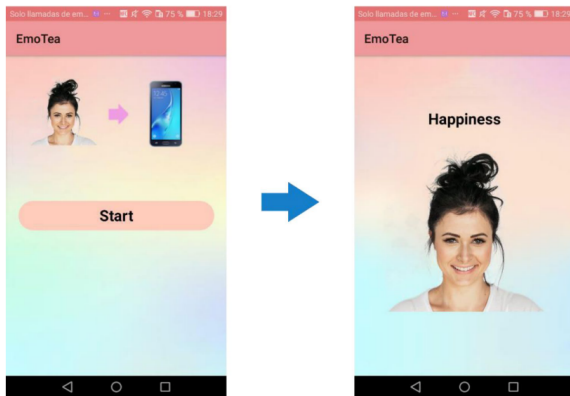 Solo llamadas de em... 75 % 18:29
EmoTea
Start
Solo llamadas de em... 75 % 18:29
EmoTea
Happiness